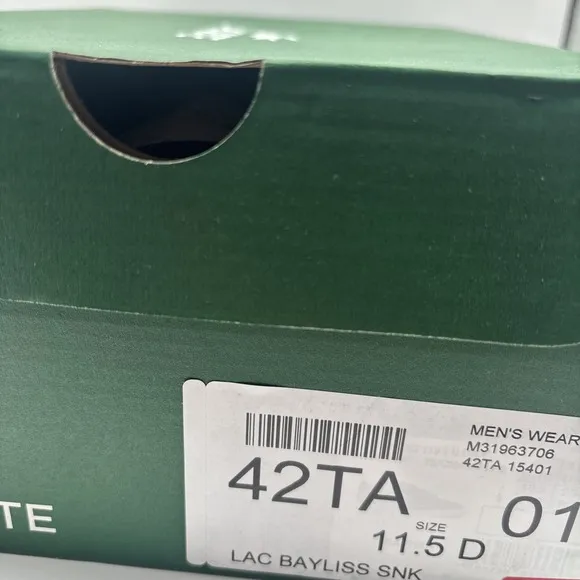 MEN'S WEAR
M31963706
42TA 15401
42TA 01
SIZE
11.5 D
TE
LAC BAYLISS SNK